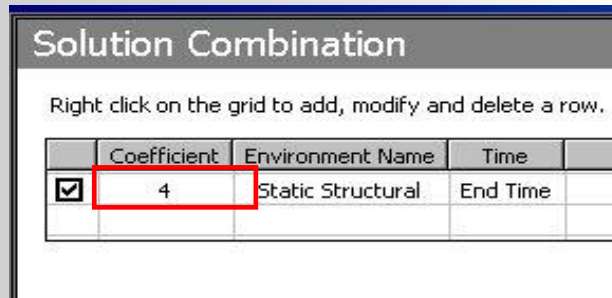 Solution Combination
Right click on the grid to add, modify and delete a row.
Coefficient Environment Name Time
4 Static Structural End Time